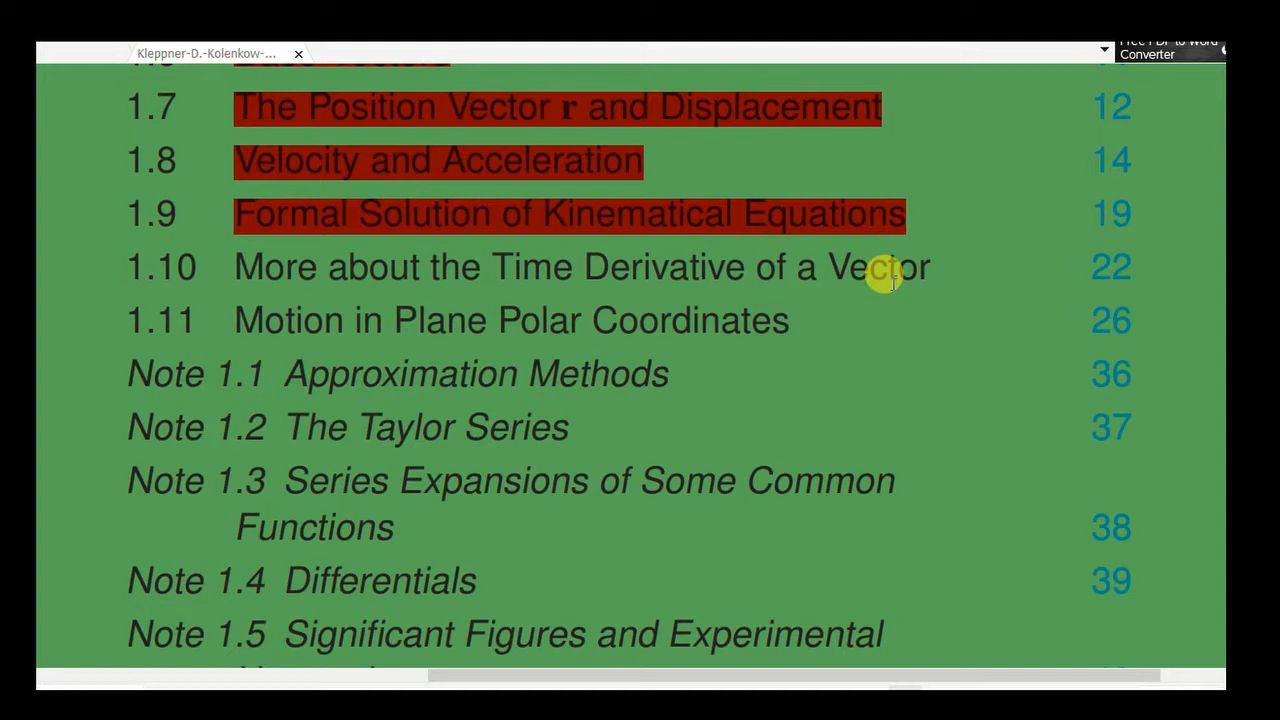 Kleppner-D.-Kolenkow-...
Free PDF to Word
Converter
1.7 The Position Vector r and Displacement 12
1.8 Velocity and Acceleration 14
1.9 Formal Solution of Kinematical Equations 19
1.10 More about the Time Derivative of a Vector 22
1.11 Motion in Plane Polar Coordinates 26
Note 1.1 Approximation Methods 36
Note 1.2 The Taylor Series 37
Note 1.3 Series Expansions of Some Common
Functions 38
Note 1.4 Differentials 39
Note 1.5 Significant Figures and Experimental